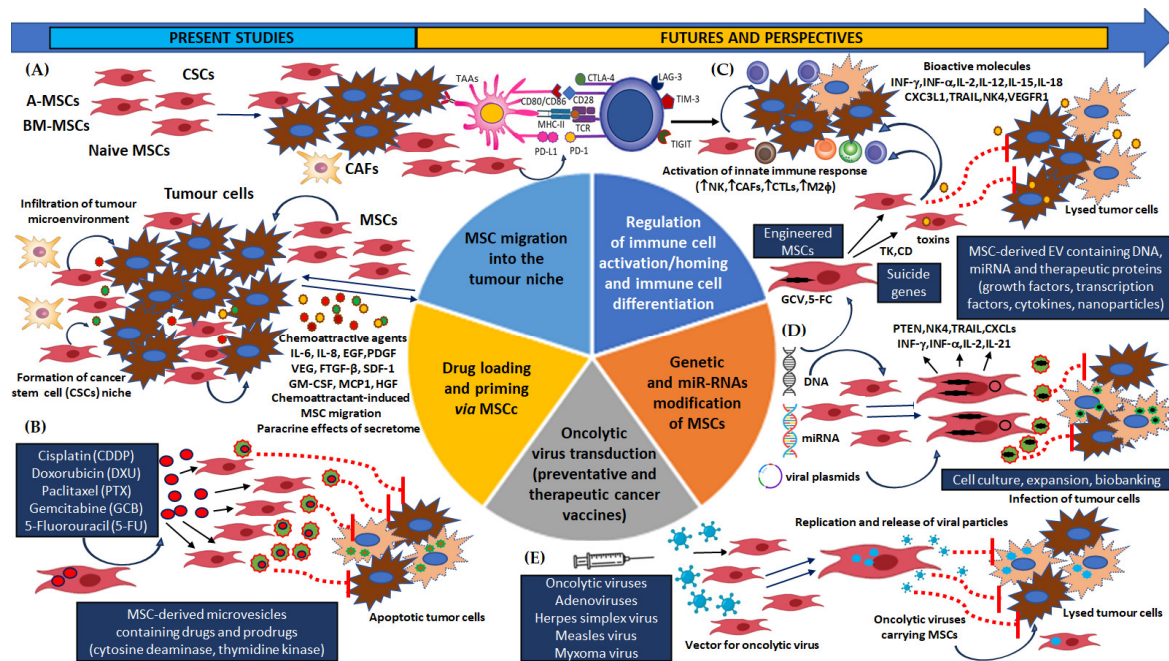 PRESENT STUDIES
FUTURES AND PERSPECTIVES
(A)
CSCs
A-MSCs
BM-MSCs
Naive MSCs
CAFs
TAAs
CD80/CD86
MHC-II
PD-L1
PD-1
TCR
CD28
CTLA-4
LAG-3
TIM-3
TIGIT
(C)
Activation of innate immune response
(↑NK,↑CAFs,↑CTLs,↑M2ϕ)
Bioactive molecules
INF-γ,INF-α,IL-2,IL-12,IL-15,IL-18
CXC3L1,TRAIL,NK4,VEGFR1
Lysed tumor cells
toxins
TK,CD
Engineered
MSCs
Suicide
genes
GCV,5-FC
MSC-derived EV containing DNA,
miRNA and therapeutic proteins
(growth factors, transcription
factors, cytokines, nanoparticles)
Tumour cells
Infiltration of tumour
microenvironment
MSCs
Formation of cancer
stem cell (CSCs) niche
Chemoattractive agents
IL-6, IL-8, EGF,PDGF
VEG, FTGF-β, SDF-1
GM-CSF, MCP1, HGF
Chemoattractant-induced
MSC migration
Paracrine effects of secretome
MSC migration
into the
tumour niche
Regulation
of immune cell
activation/homing
and immune cell
differentiation
Drug loading
and priming
via MSCc
Genetic
and miR-RNAs
modification
of MSCs
Oncolytic
virus transduction
(preventative and
therapeutic cancer
vaccines)
(D)
DNA
miRNA
viral plasmids
PTEN,NK4,TRAIL,CXCLs
INF-γ,INF-α,IL-2,IL-21
Cell culture, expansion, biobanking
Infection of tumour cells
(B)
Cisplatin (CDDP)
Doxorubicin (DXU)
Paclitaxel (PTX)
Gemcitabine (GCB)
5-Fluorouracil (5-FU)
MSC-derived microvesicles
containing drugs and prodrugs
(cytosine deaminase, thymidine kinase)
Apoptotic tumor cells
(E)
Oncolytic viruses
Adenoviruses
Herpes simplex virus
Measles virus
Myxoma virus
Vector for oncolytic virus
Replication and release of viral particles
Oncolytic viruses
carrying MSCs
Lysed tumour cells